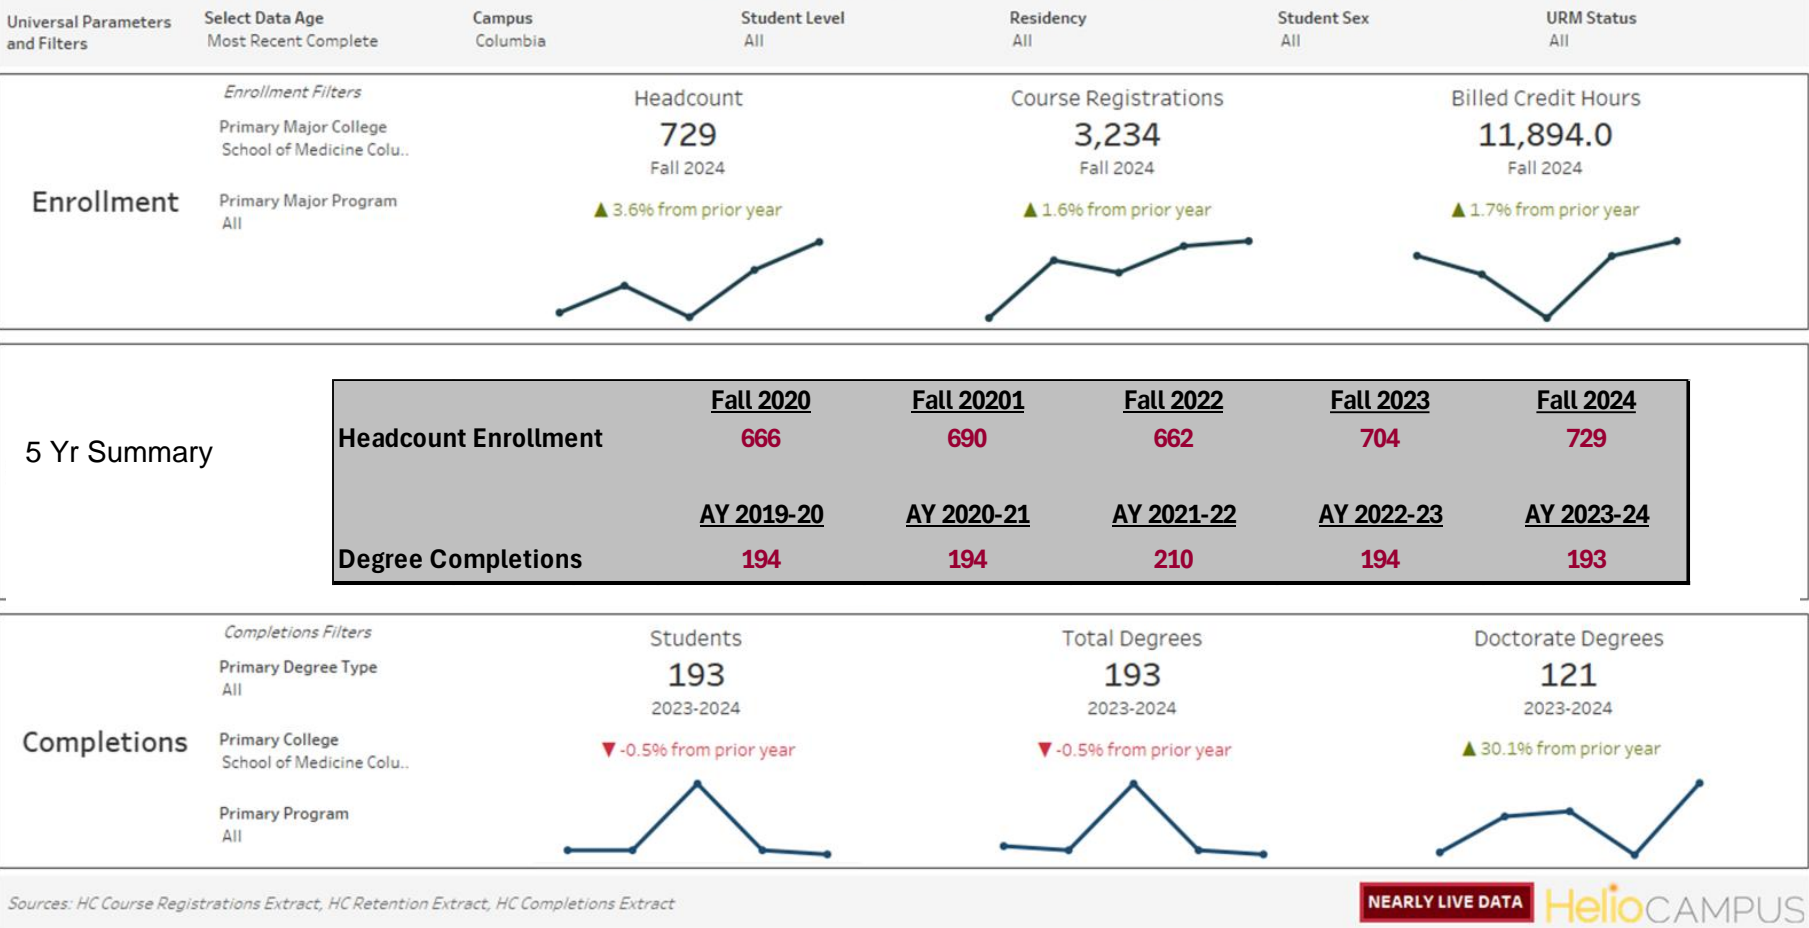 Universal Parameters and Filters
Select Data Age
Most Recent Complete
Campus
Columbia
Student Level
All
Residency
All
Student Sex
All
URM Status
All
Enrollment
Enrollment Filters
Primary Major College
School of Medicine Colu..
Primary Major Program
All
Headcount
729
Fall 2024
▲ 3.6% from prior year
Course Registrations
3,234
Fall 2024
▲ 1.6% from prior year
Billed Credit Hours
11,894.0
Fall 2024
▲ 1.7% from prior year
5 Yr Summary
Fall 2020 Fall 20201 Fall 2022 Fall 2023 Fall 2024
Headcount Enrollment 666 690 662 704 729
AY 2019-20 AY 2020-21 AY 2021-22 AY 2022-23 AY 2023-24
Degree Completions 194 194 210 194 193
Completions
Completions Filters
Primary Degree Type
All
Primary College
School of Medicine Colu..
Primary Program
All
Students
193
2023-2024
▼ -0.5% from prior year
Total Degrees
193
2023-2024
▼ -0.5% from prior year
Doctorate Degrees
121
2023-2024
▲ 30.1% from prior year
Sources: HC Course Registrations Extract, HC Retention Extract, HC Completions Extract
NEARLY LIVE DATA
HelioCAMPUS